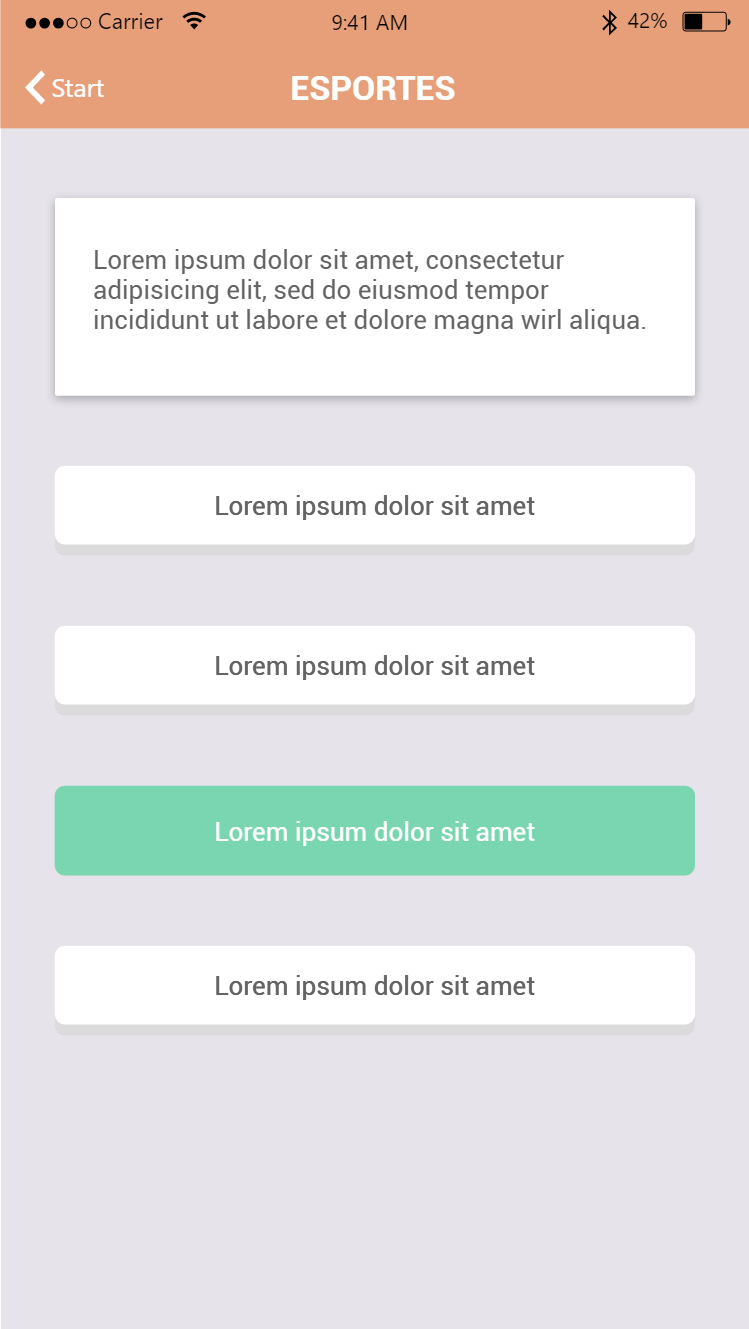 Carrier 9:41 AM 42%
Start ESPORTES
Lorem ipsum dolor sit amet, consectetur
adipisicing elit, sed do eiusmod tempor
incididunt ut labore et dolore magna wirl aliqua.
Lorem ipsum dolor sit amet
Lorem ipsum dolor sit amet
Lorem ipsum dolor sit amet
Lorem ipsum dolor sit amet